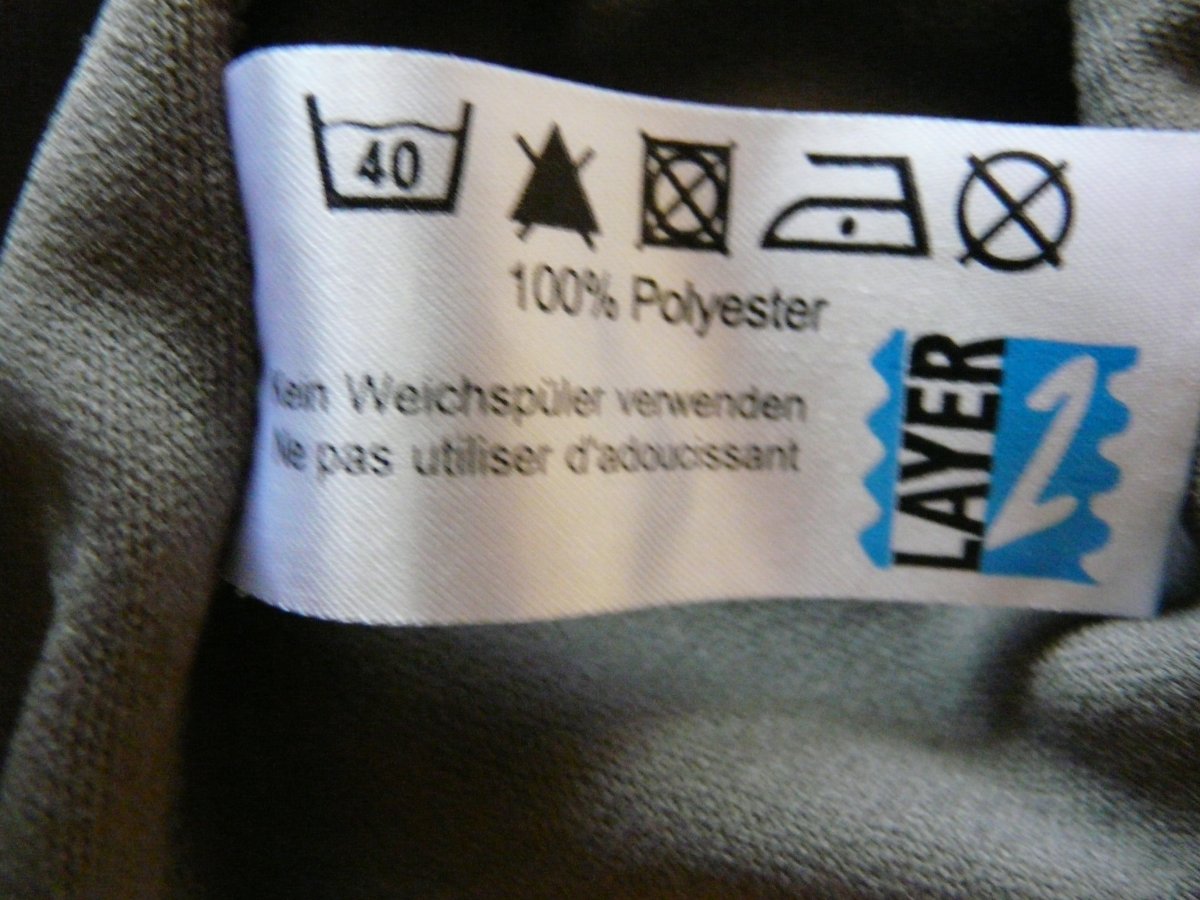 40
100% Polyester
Kein Weichspüler verwenden
Ne pas utiliser d'adoucissant
LAYER 2